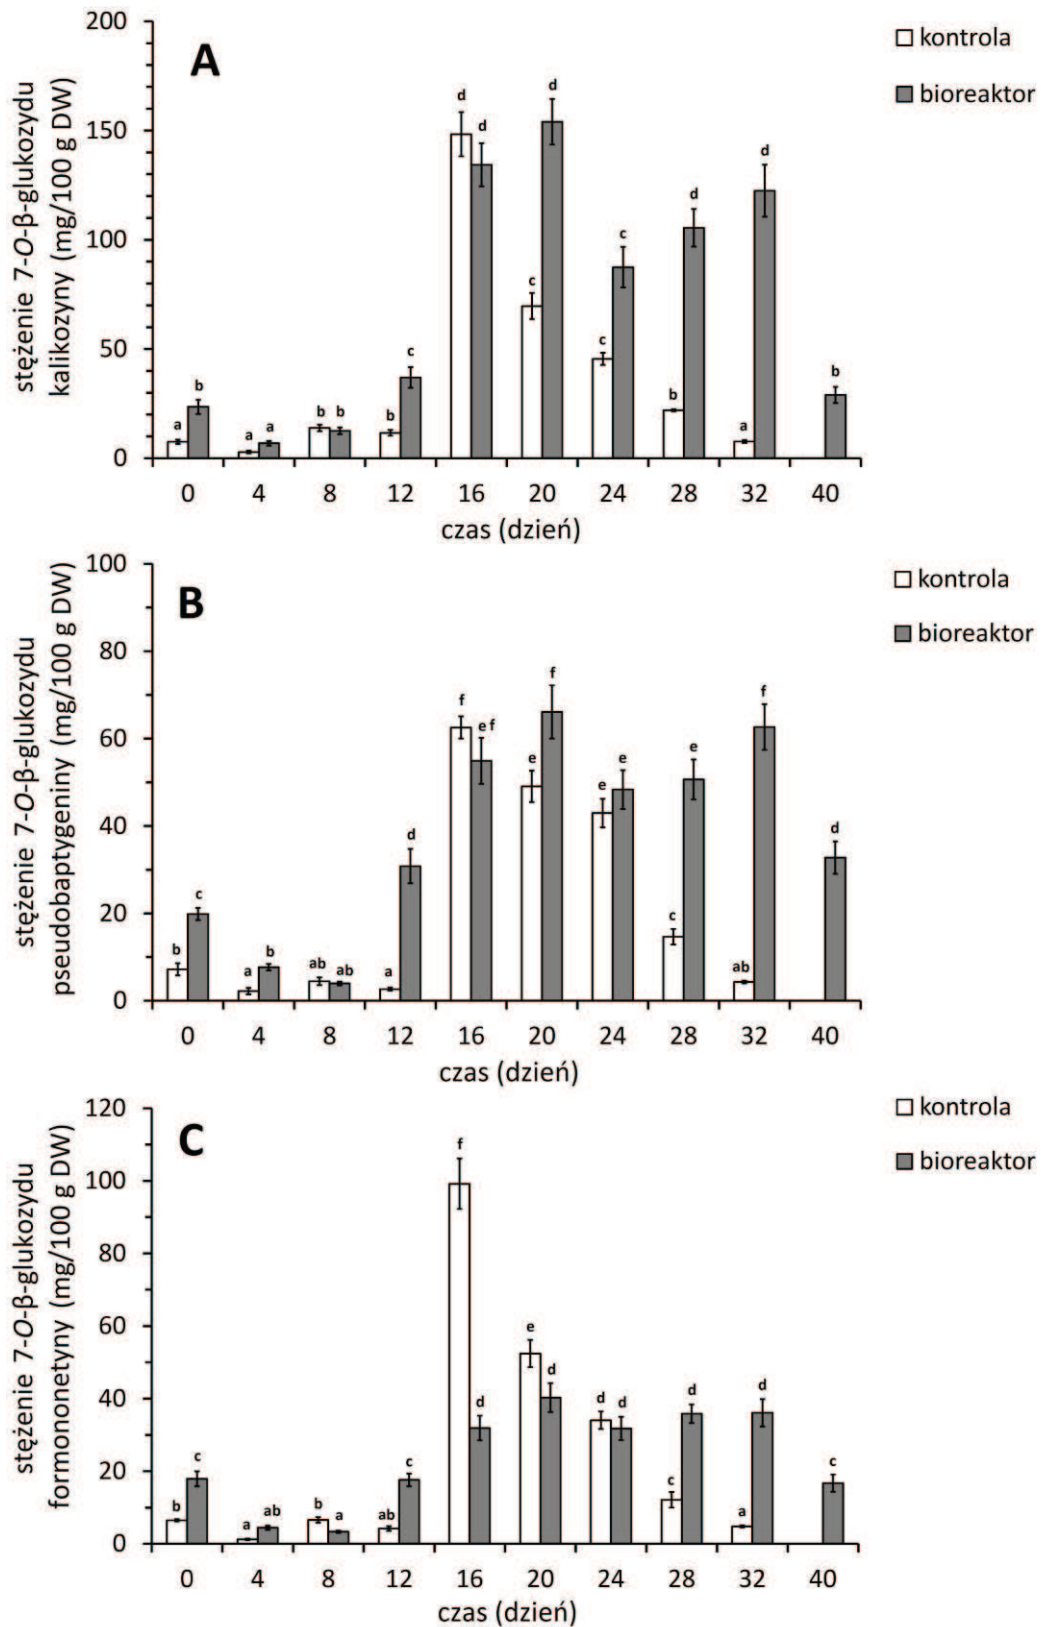 stężenie 7-O-β-glukozydu
kalikozyny (mg/100 g DW)
200
150
100
50
0
A
kontrola
bioreaktor
a b a a b b b c d d c d c c b d a d b
0 4 8 12 16 20 24 28 32 40
czas (dzień)
stężenie 7-O-β-glukozydu
pseudobaptygeniny (mg/100 g DW)
100
80
60
40
20
0
B
kontrola
bioreaktor
b c a b ab ab a d f e f e f e e c e ab f d
0 4 8 12 16 20 24 28 32 40
czas (dzień)
stężenie 7-O-β-glukozydu
formononetyny (mg/100 g DW)
120
100
80
60
40
20
0
C
kontrola
bioreaktor
b c a ab b a ab c f d e d d d c d a d c
0 4 8 12 16 20 24 28 32 40
czas (dzień)